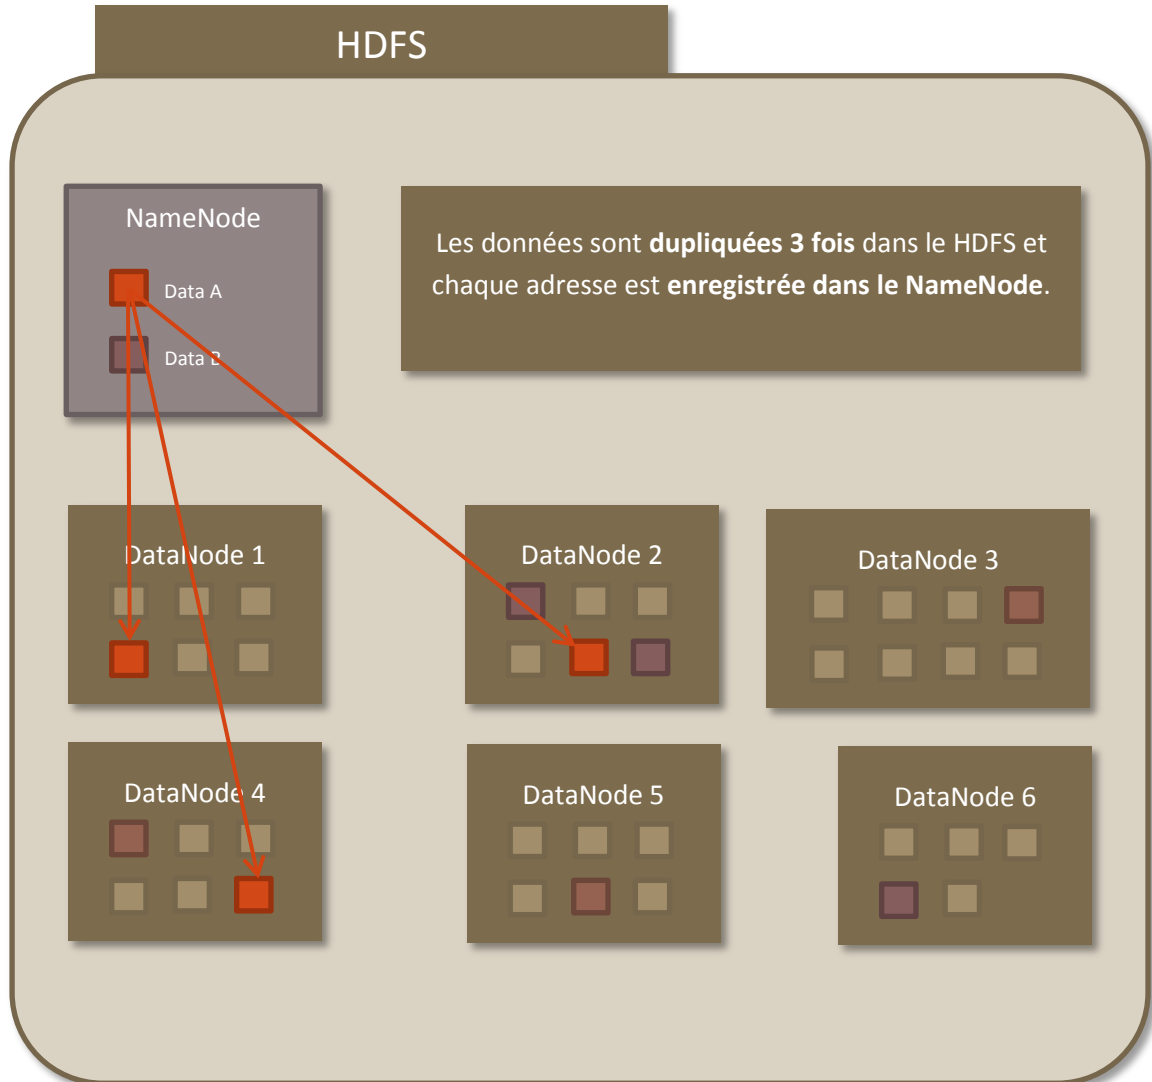 HDFS
NameNode
Data A
Data B
Les données sont dupliquées 3 fois dans le HDFS et
chaque adresse est enregistrée dans le NameNode.
DataNode 1
DataNode 2
DataNode 3
DataNode 4
DataNode 5
DataNode 6